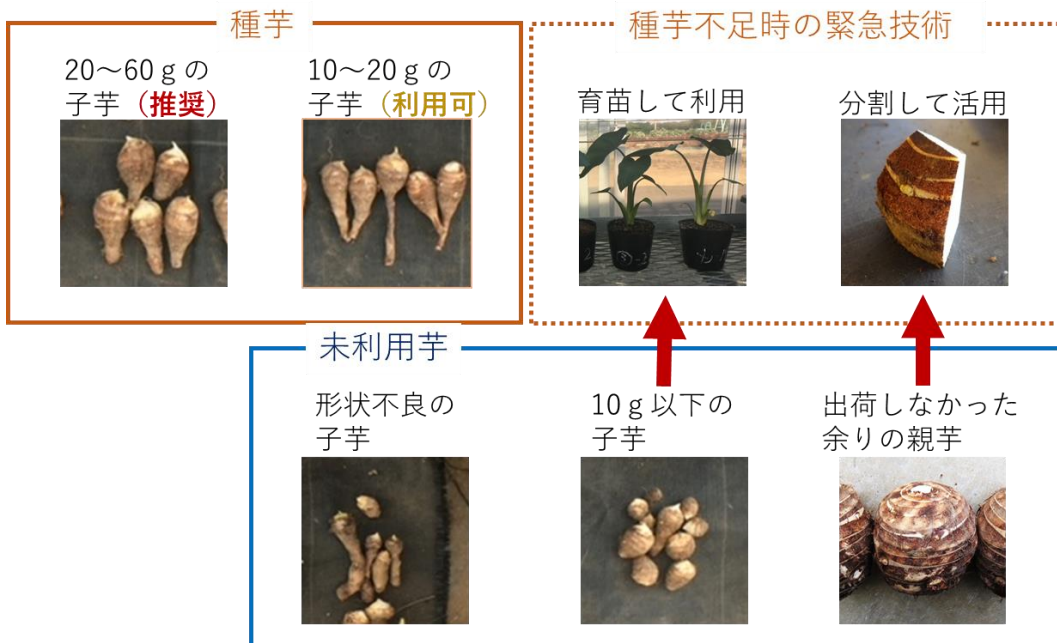 種芋
20～60ｇの
子芋（推奨）
10～20ｇの
子芋（利用可）
種芋不足時の緊急技術
育苗して利用
分割して活用
未利用芋
形状不良の
子芋
10ｇ以下の
子芋
出荷しなかった
余りの親芋